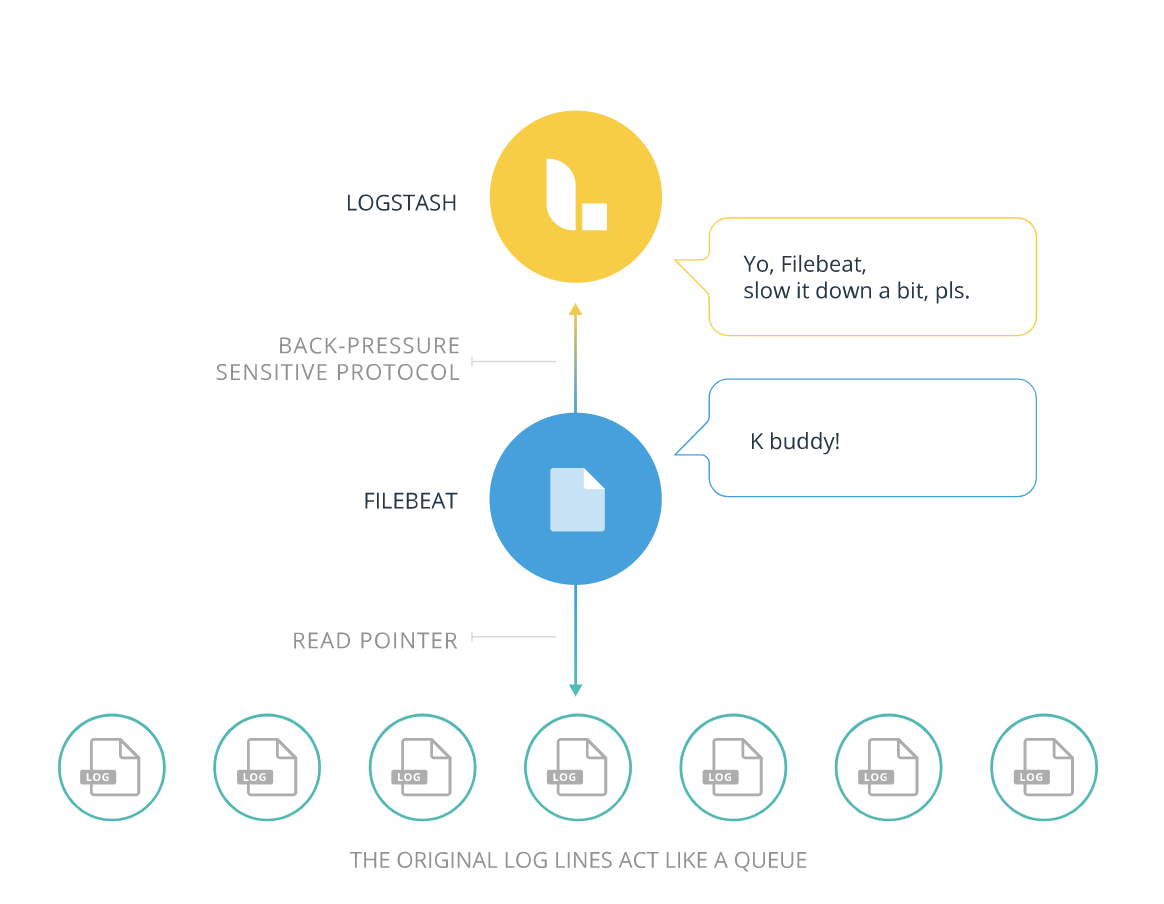 LOGSTASH
Yo, Filebeat,
slow it down a bit, pls.
BACK-PRESSURE
SENSITIVE PROTOCOL
K buddy!
FILEBEAT
READ POINTER
LOG
LOG
LOG
LOG
LOG
LOG
LOG
THE ORIGINAL LOG LINES ACT LIKE A QUEUE